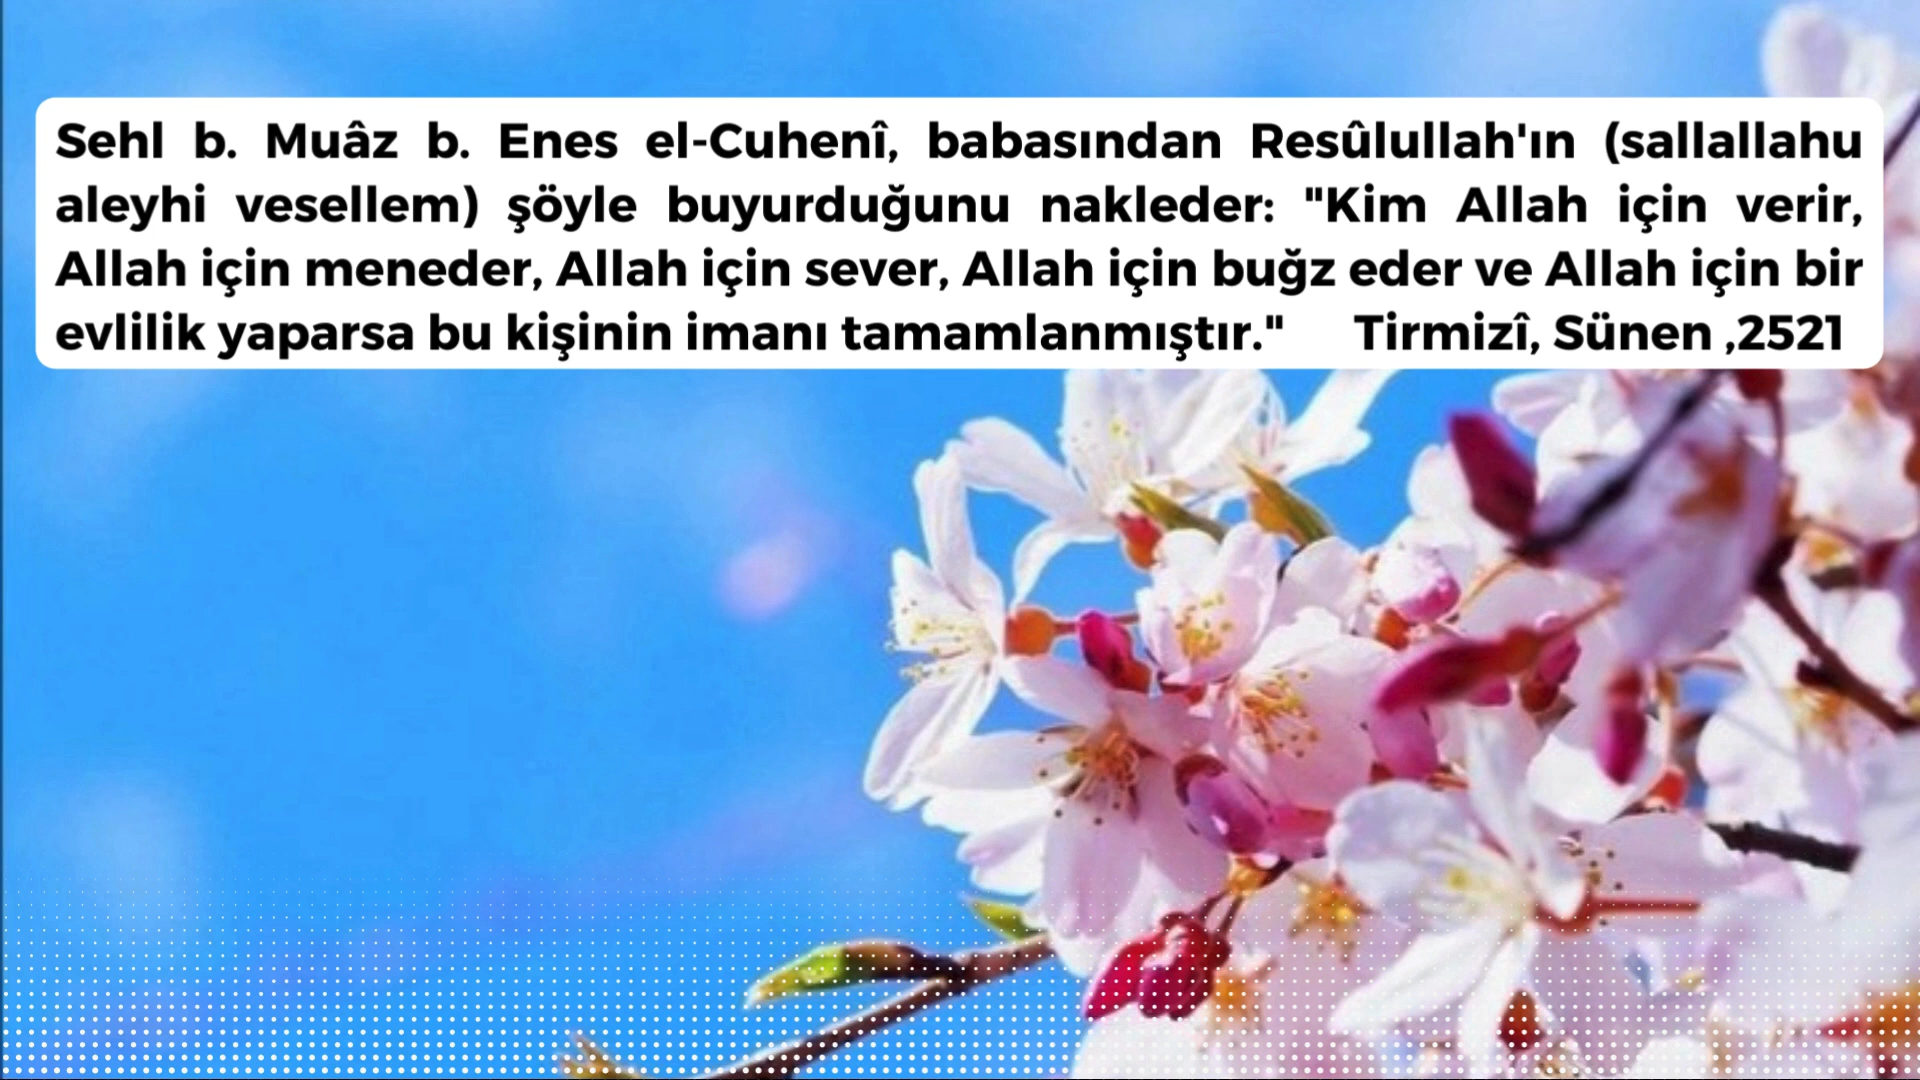 Sehl b. Muâz b. Enes el-Cuhenî, babasından Resûlullah'ın (sallallahu
aleyhi vesellem) şöyle buyurduğunu nakleder: "Kim Allah için verir,
Allah için meneder, Allah için sever, Allah için buğz eder ve Allah için bir
evlilik yaparsa bu kişinin imanı tamamlanmıştır." Tirmizî, Sünen ,2521